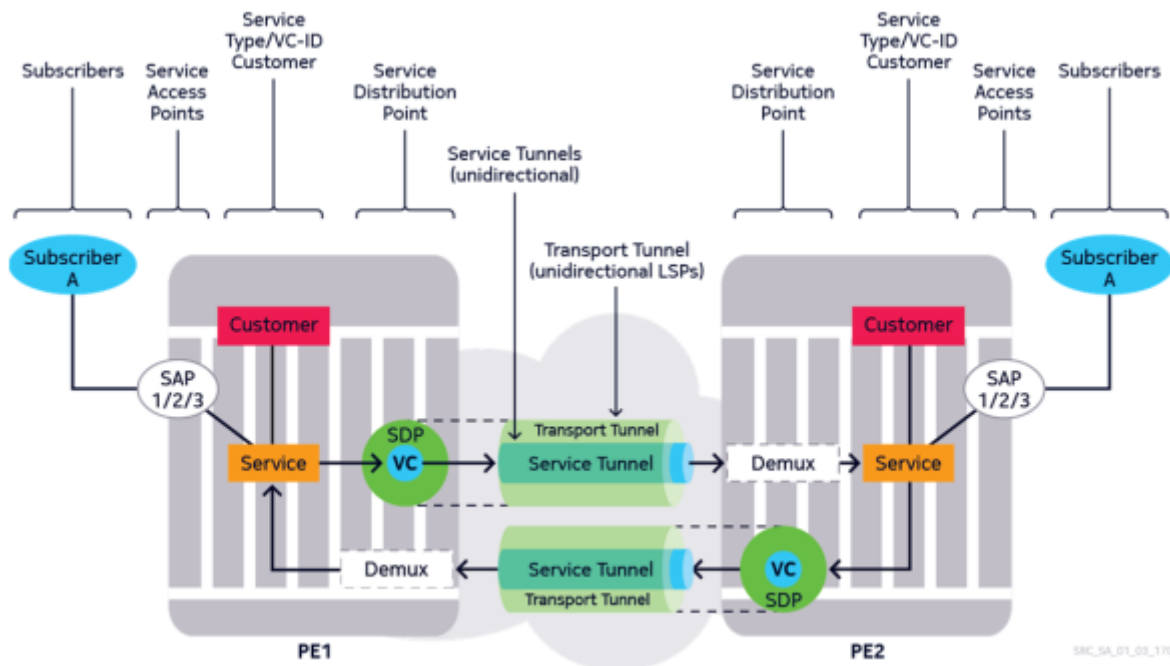 Subscribers
Service
Access
Points
Service
Type/VC-ID
Customer
Service
Distribution
Point
Service Tunnels
(unidirectional)
Transport Tunnel
(unidirectional LSPs)
Service
Distribution
Point
Service
Type/VC-ID
Customer
Service
Access
Points
Subscribers
Subscriber
A
Customer
SAP
1/2/3
Service
SDP
VC
Transport Tunnel
Service Tunnel
Demux
Service
Customer
SAP
1/2/3
Subscriber
A
Demux
Service Tunnel
Transport Tunnel
VC
SDP
PE1
PE2